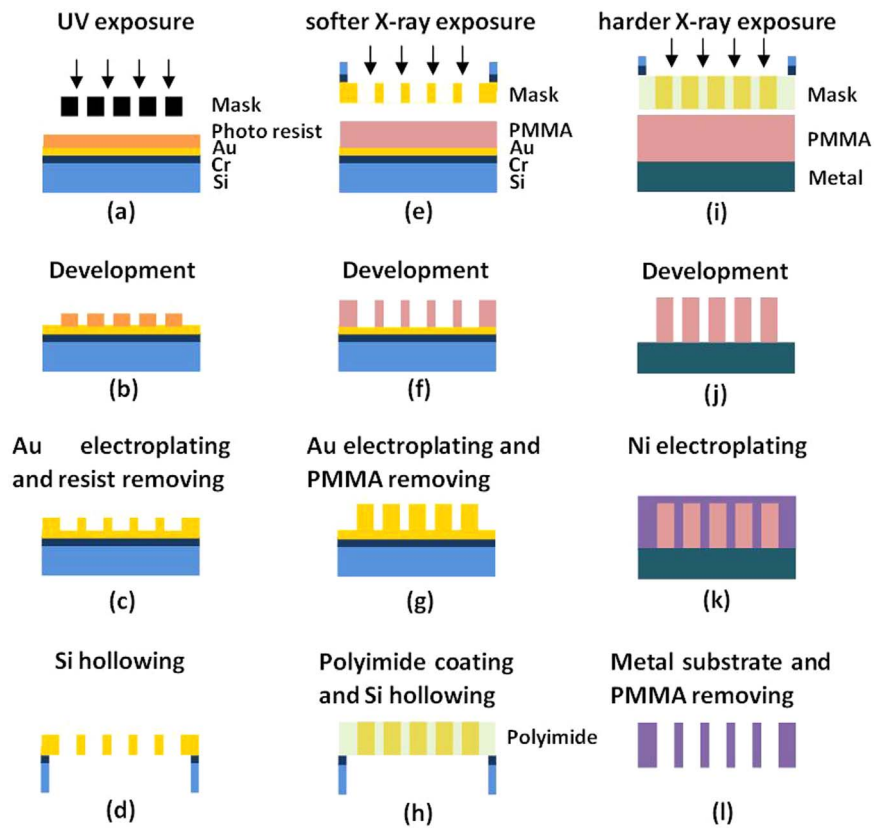 UV exposure
Mask
Photo resist
Au
Cr
Si
(a)
Development
(b)
Au electroplating
and resist removing
(c)
Si hollowing
(d)
softer X-ray exposure
Mask
PMMA
Au
Cr
Si
(e)
Development
(f)
Au electroplating and
PMMA removing
(g)
Polyimide coating
and Si hollowing
Polyimide
(h)
harder X-ray exposure
Mask
PMMA
Metal
(i)
Development
(j)
Ni electroplating
(k)
Metal substrate and
PMMA removing
(l)